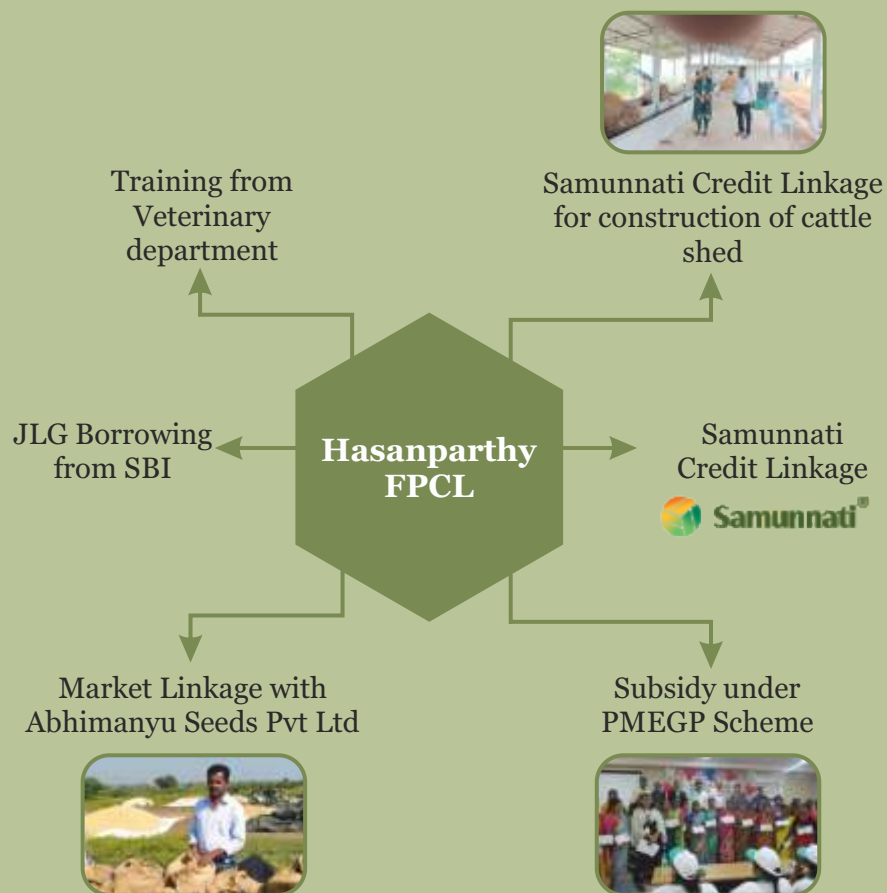 Training from
Veterinary
department
Samunnati Credit Linkage
for construction of cattle
shed
JLG Borrowing
from SBI
Hasanparthy
FPCL
Samunnati
Credit Linkage
Samunnati®
Market Linkage with
Abhimanyu Seeds Pvt Ltd
Subsidy under
PMEGP Scheme